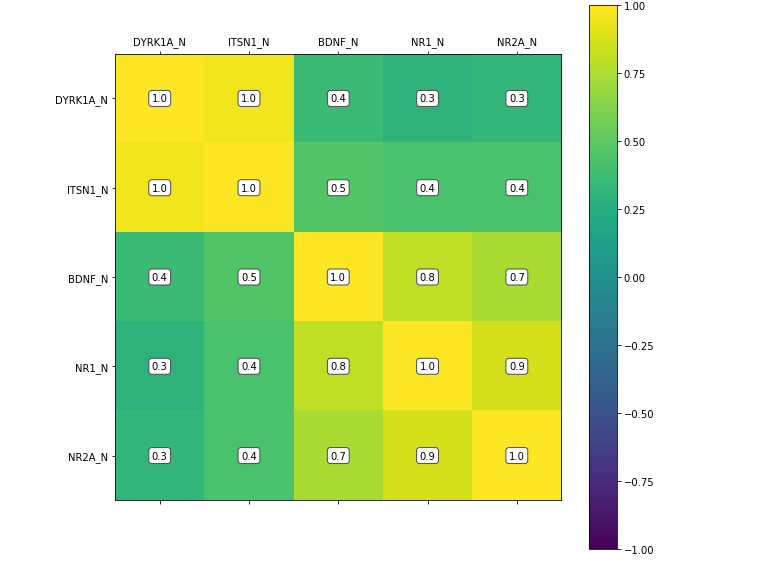 DYRK1A_N ITSN1_N BDNF_N NR1_N NR2A_N
DYRK1A_N 1.0 1.0 0.4 0.3 0.3
ITSN1_N 1.0 1.0 0.5 0.4 0.4
BDNF_N 0.4 0.5 1.0 0.8 0.7
NR1_N 0.3 0.4 0.8 1.0 0.9
NR2A_N 0.3 0.4 0.7 0.9 1.0
1.00
0.75
0.50
0.25
0.00
−0.25
−0.50
−0.75
−1.00